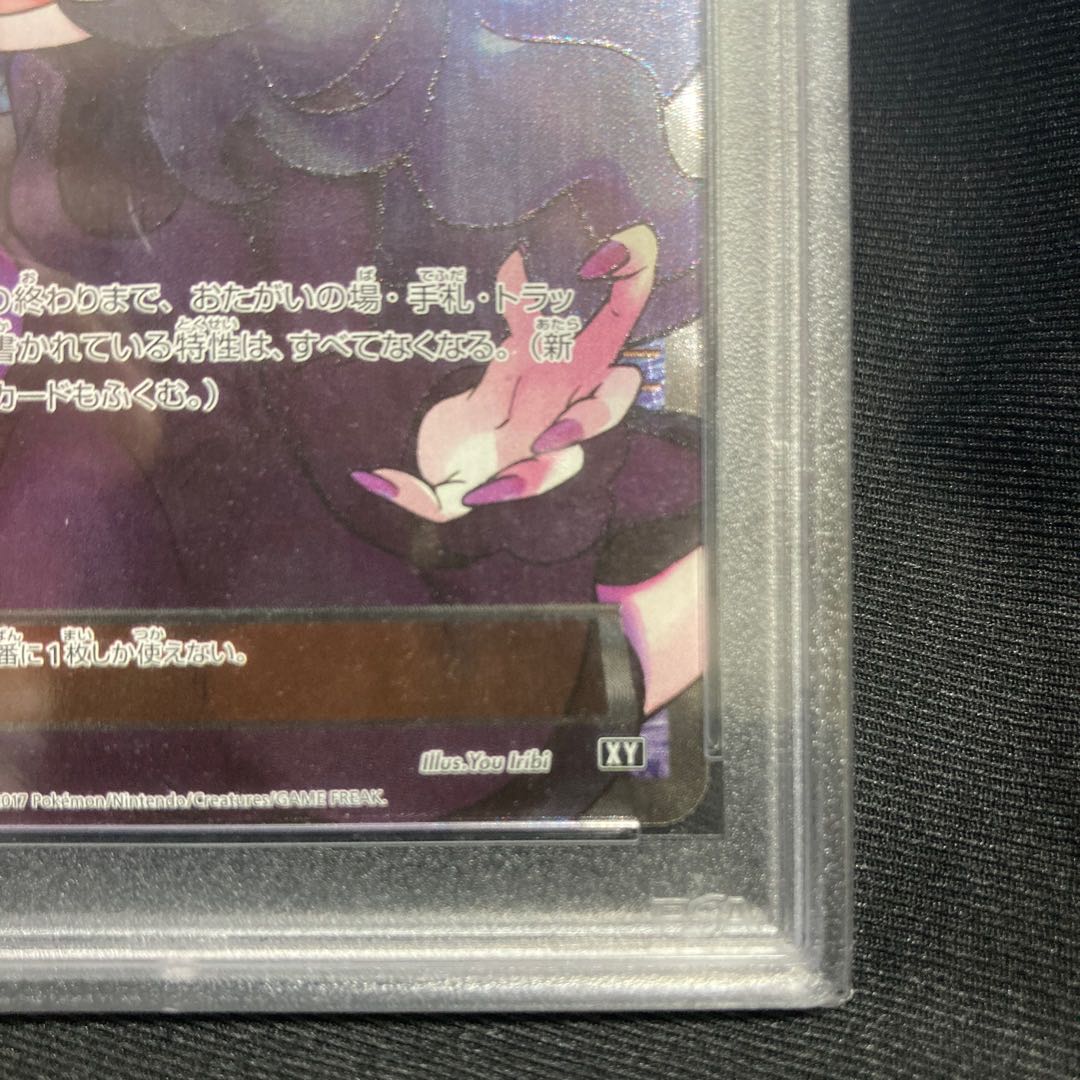 の終わりまで、おたがいの場・手札・トラッ
書かれている特性は、すべてなくなる。（新
カードもふくむ。）
番に1枚しか使えない。
Illus.You Iribi XY
2017 Pokémon/Nintendo/Creatures/GAME FREAK.
PSA